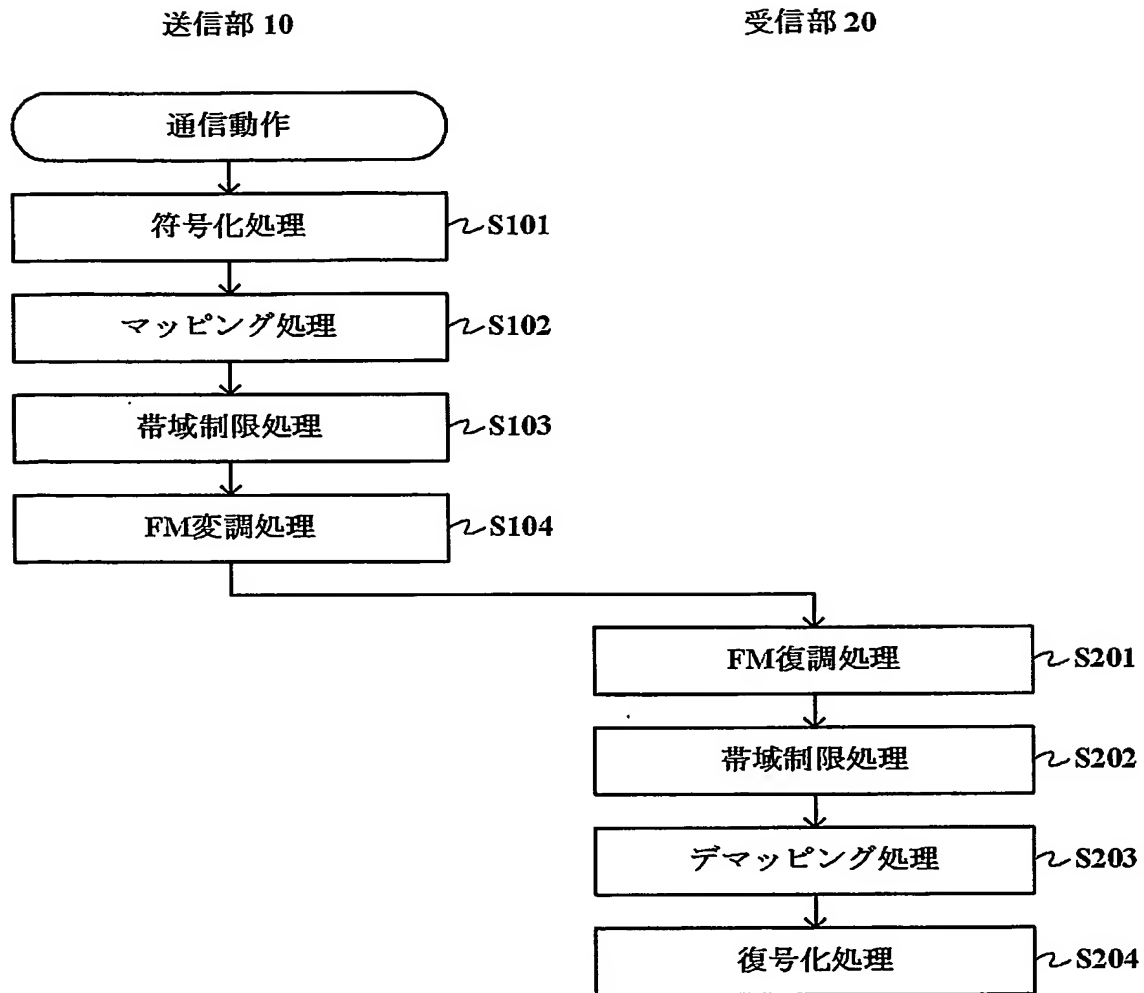 送信部 10
受信部 20
通信動作
符号化処理 S101
マッピング処理 S102
帯域制限処理 S103
FM変調処理 S104
FM復調処理 S201
帯域制限処理 S202
デマッピング処理 S203
復号化処理 S204